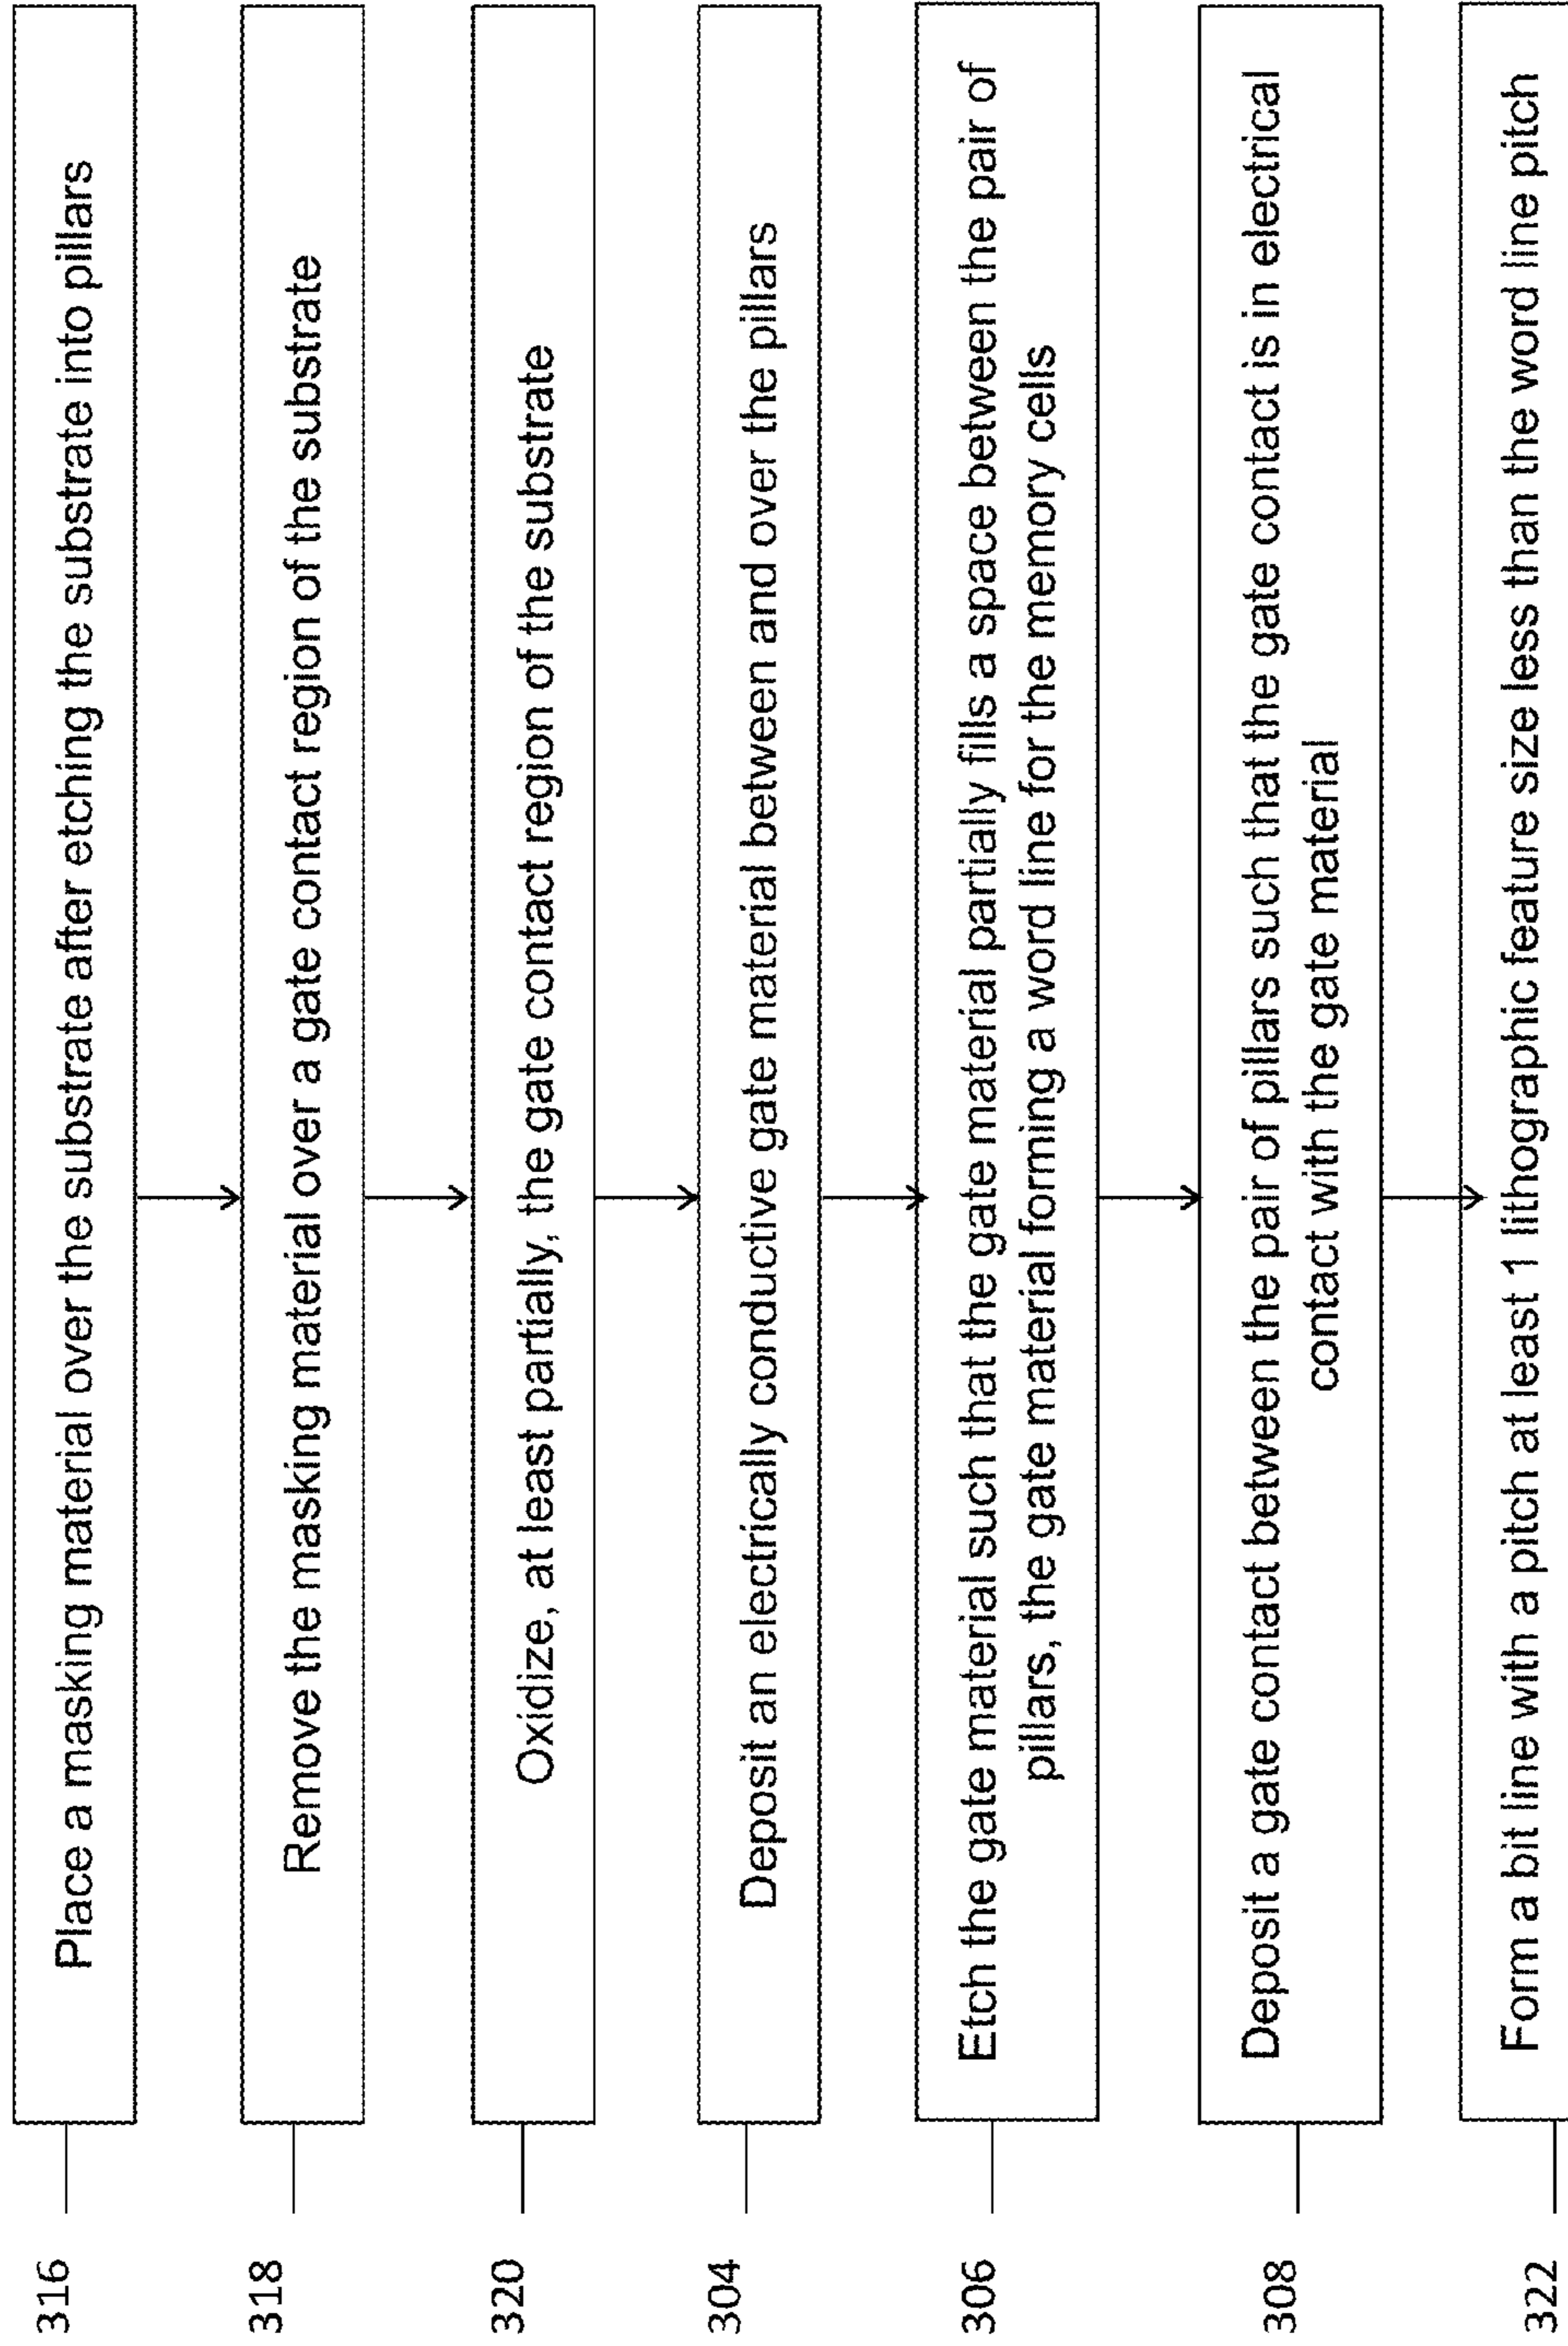 316
Place a masking material over the substrate after etching the substrate into pillars
318
Remove the masking material over a gate contact region of the substrate
320
Oxidize, at least partially, the gate contact region of the substrate
304
Deposit an electrically conductive gate material between and over the pillars
306
Etch the gate material such that the gate material partially fills a space between the pair of
pillars, the gate material forming a word line for the memory cells
308
Deposit a gate contact between the pair of pillars such that the gate contact is in electrical
contact with the gate material
322
Form a bit line with a pitch at least 1 lithographic feature size less than the word line pitch